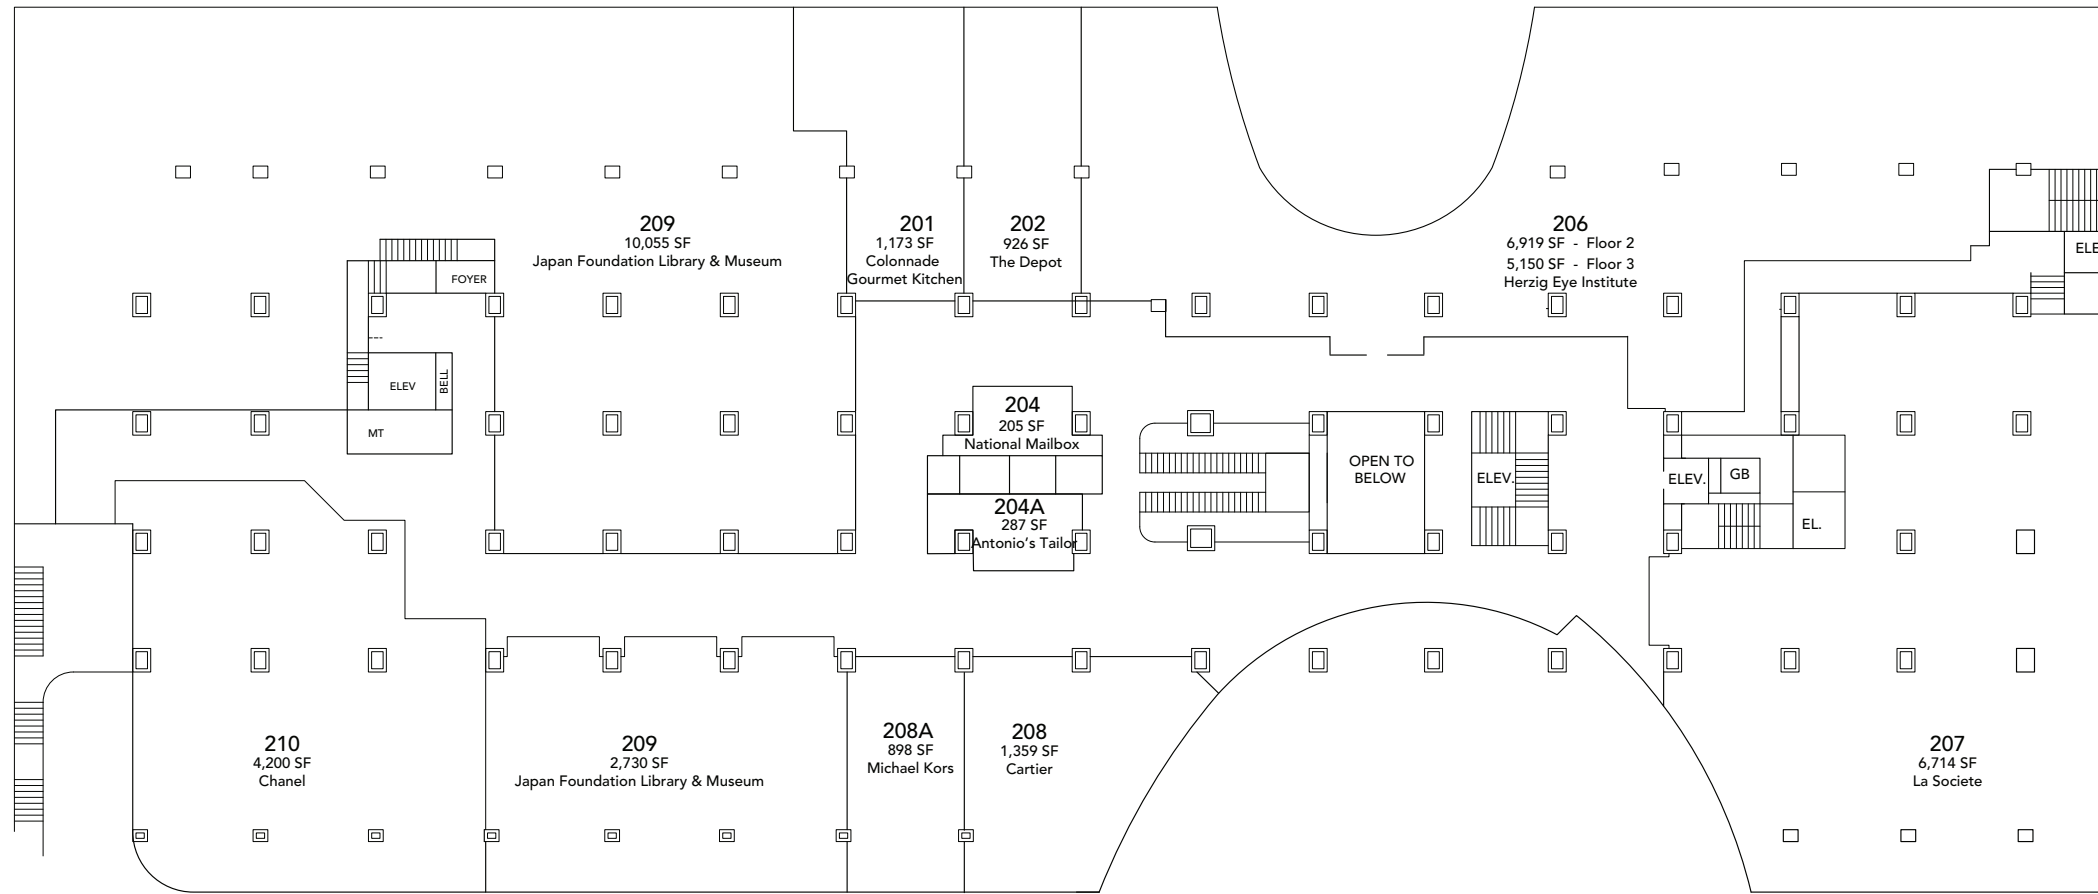 209
10,055 SF
Japan Foundation Library & Museum
201
1,173 SF
Colonnade
Gourmet Kitchen
202
926 SF
The Depot
206
6,919 SF - Floor 2
5,150 SF - Floor 3
Herzig Eye Institute
ELE
FOYER
ELEV
BELL
MT
204
205 SF
National Mailbox
204A
287 SF
Antonio's Tailor
OPEN TO
BELOW
ELEV.
ELEV.
GB
EL.
210
4,200 SF
Chanel
209
2,730 SF
Japan Foundation Library & Museum
208A
898 SF
Michael Kors
208
1,359 SF
Cartier
207
6,714 SF
La Societe